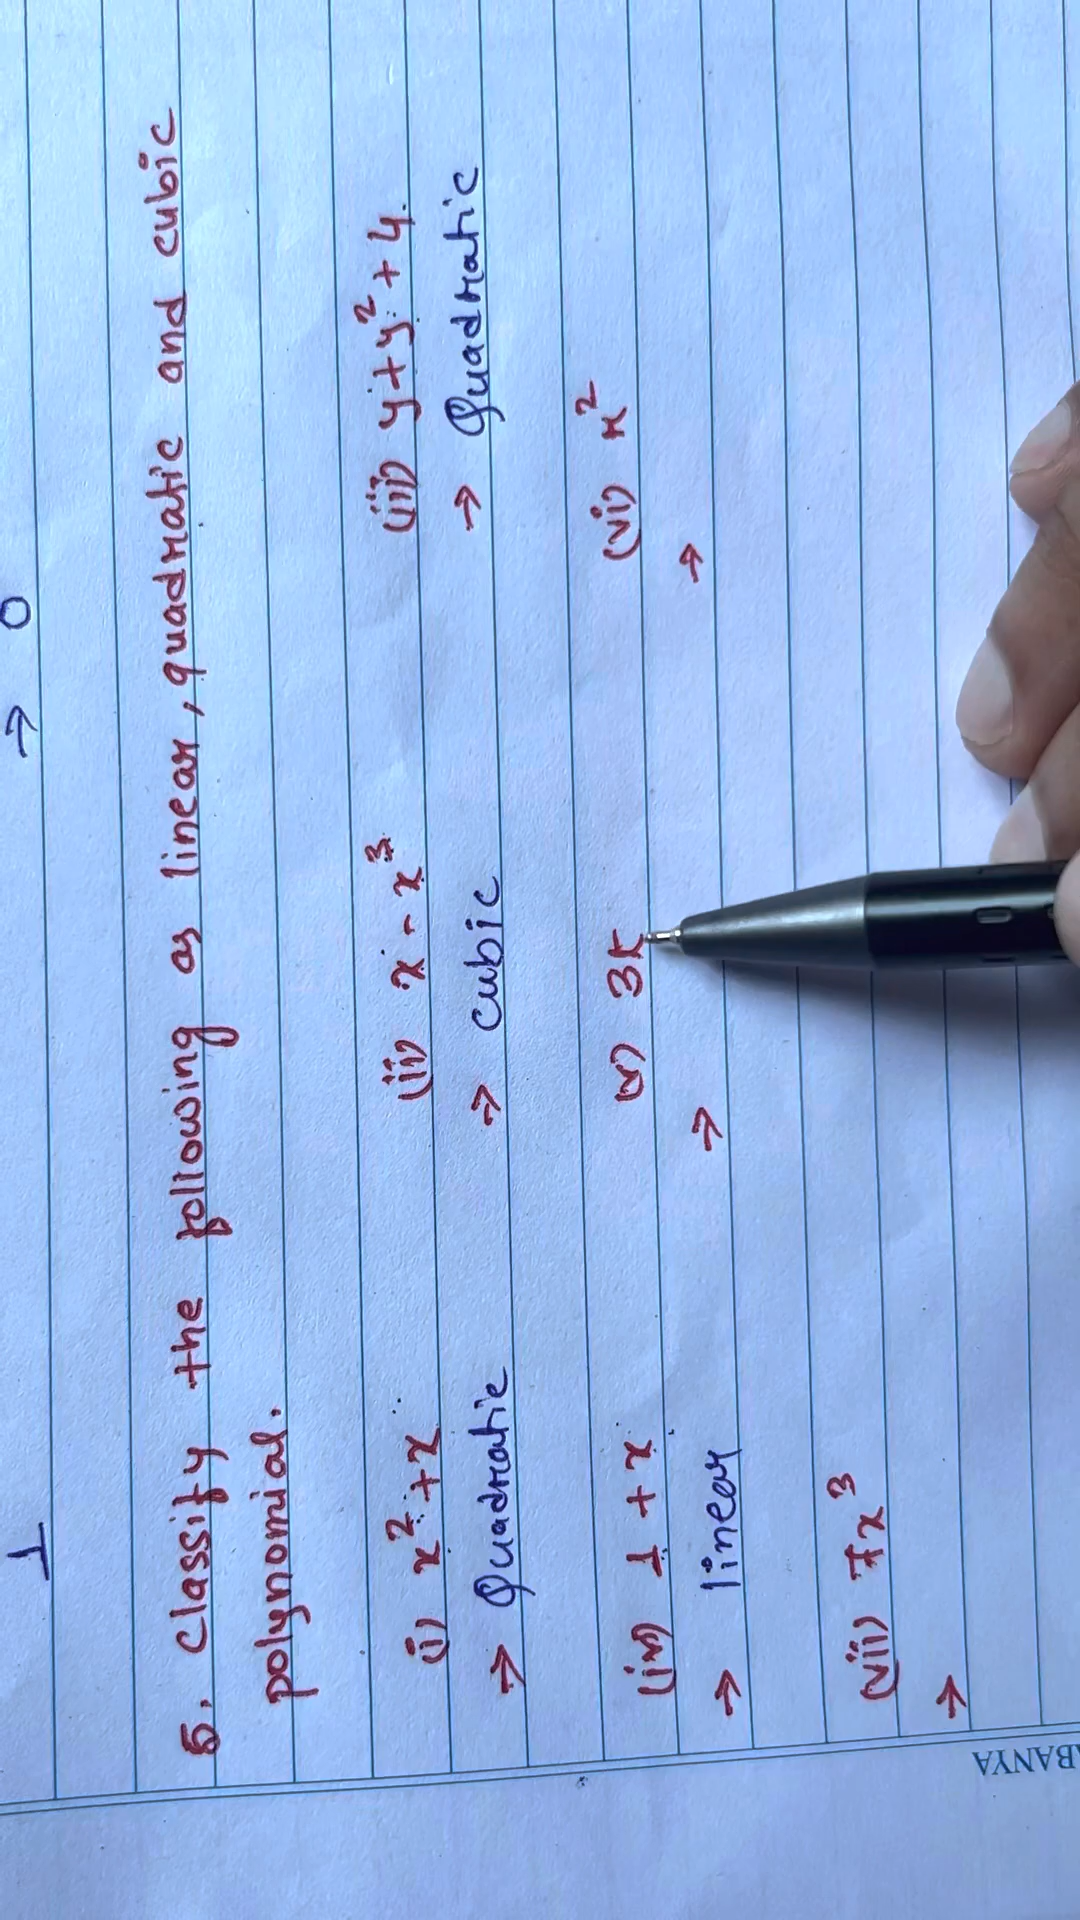 1 → 0
5. Classify the following as linear, quadratic and cubic
polynomial.
(i) x² + x (ii) x - x³ (iii) y + y² + 4.
→ Quadratic → cubic → Quadratic
(iv) 1 + x (v) 3t (vi) r²
→ linear → →
(vii) 7x³
→
ABANYA